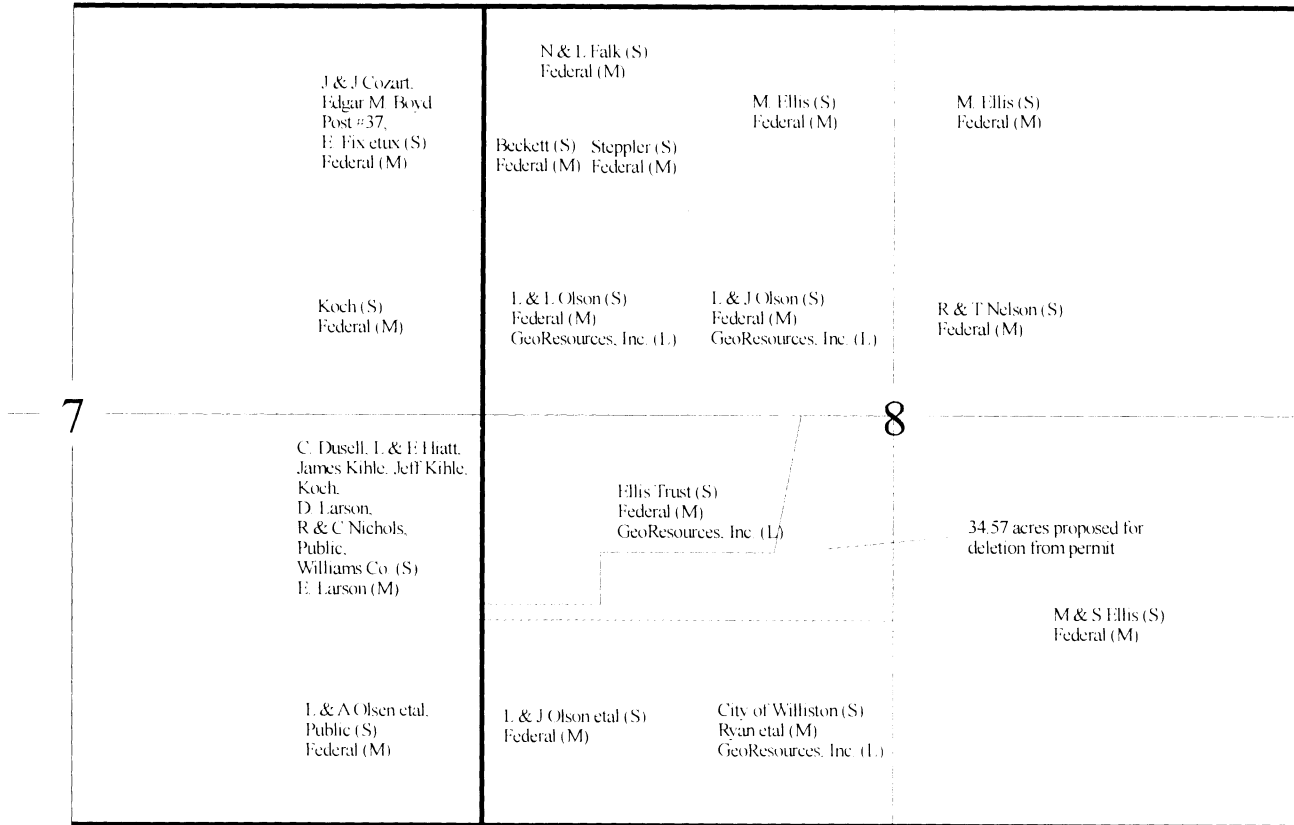 J & J Cozart,
Edgar M. Boyd
Post #37,
E. Fix etux (S)
Federal (M)
N & L Falk (S)
Federal (M)
Beckett (S)
Federal (M)
Steppler (S)
Federal (M)
M. Ellis (S)
Federal (M)
M. Ellis (S)
Federal (M)
Koch (S)
Federal (M)
L & L Olson (S)
Federal (M)
GeoResources, Inc. (L)
L & J Olson (S)
Federal (M)
GeoResources, Inc. (L)
R & T Nelson (S)
Federal (M)
7
8
C. Dusell, L & E Hiatt,
James Kihle, Jeff Kihle,
Koch,
D. Larson,
R & C Nichols,
Public,
Williams Co. (S)
E. Larson (M)
Ellis Trust (S)
Federal (M)
GeoResources, Inc. (L)
34.57 acres proposed for
deletion from permit
M & S Ellis (S)
Federal (M)
L & A Olsen etal,
Public (S)
Federal (M)
L & J Olson etal (S)
Federal (M)
City of Williston (S)
Ryan etal (M)
GeoResources, Inc. (L)